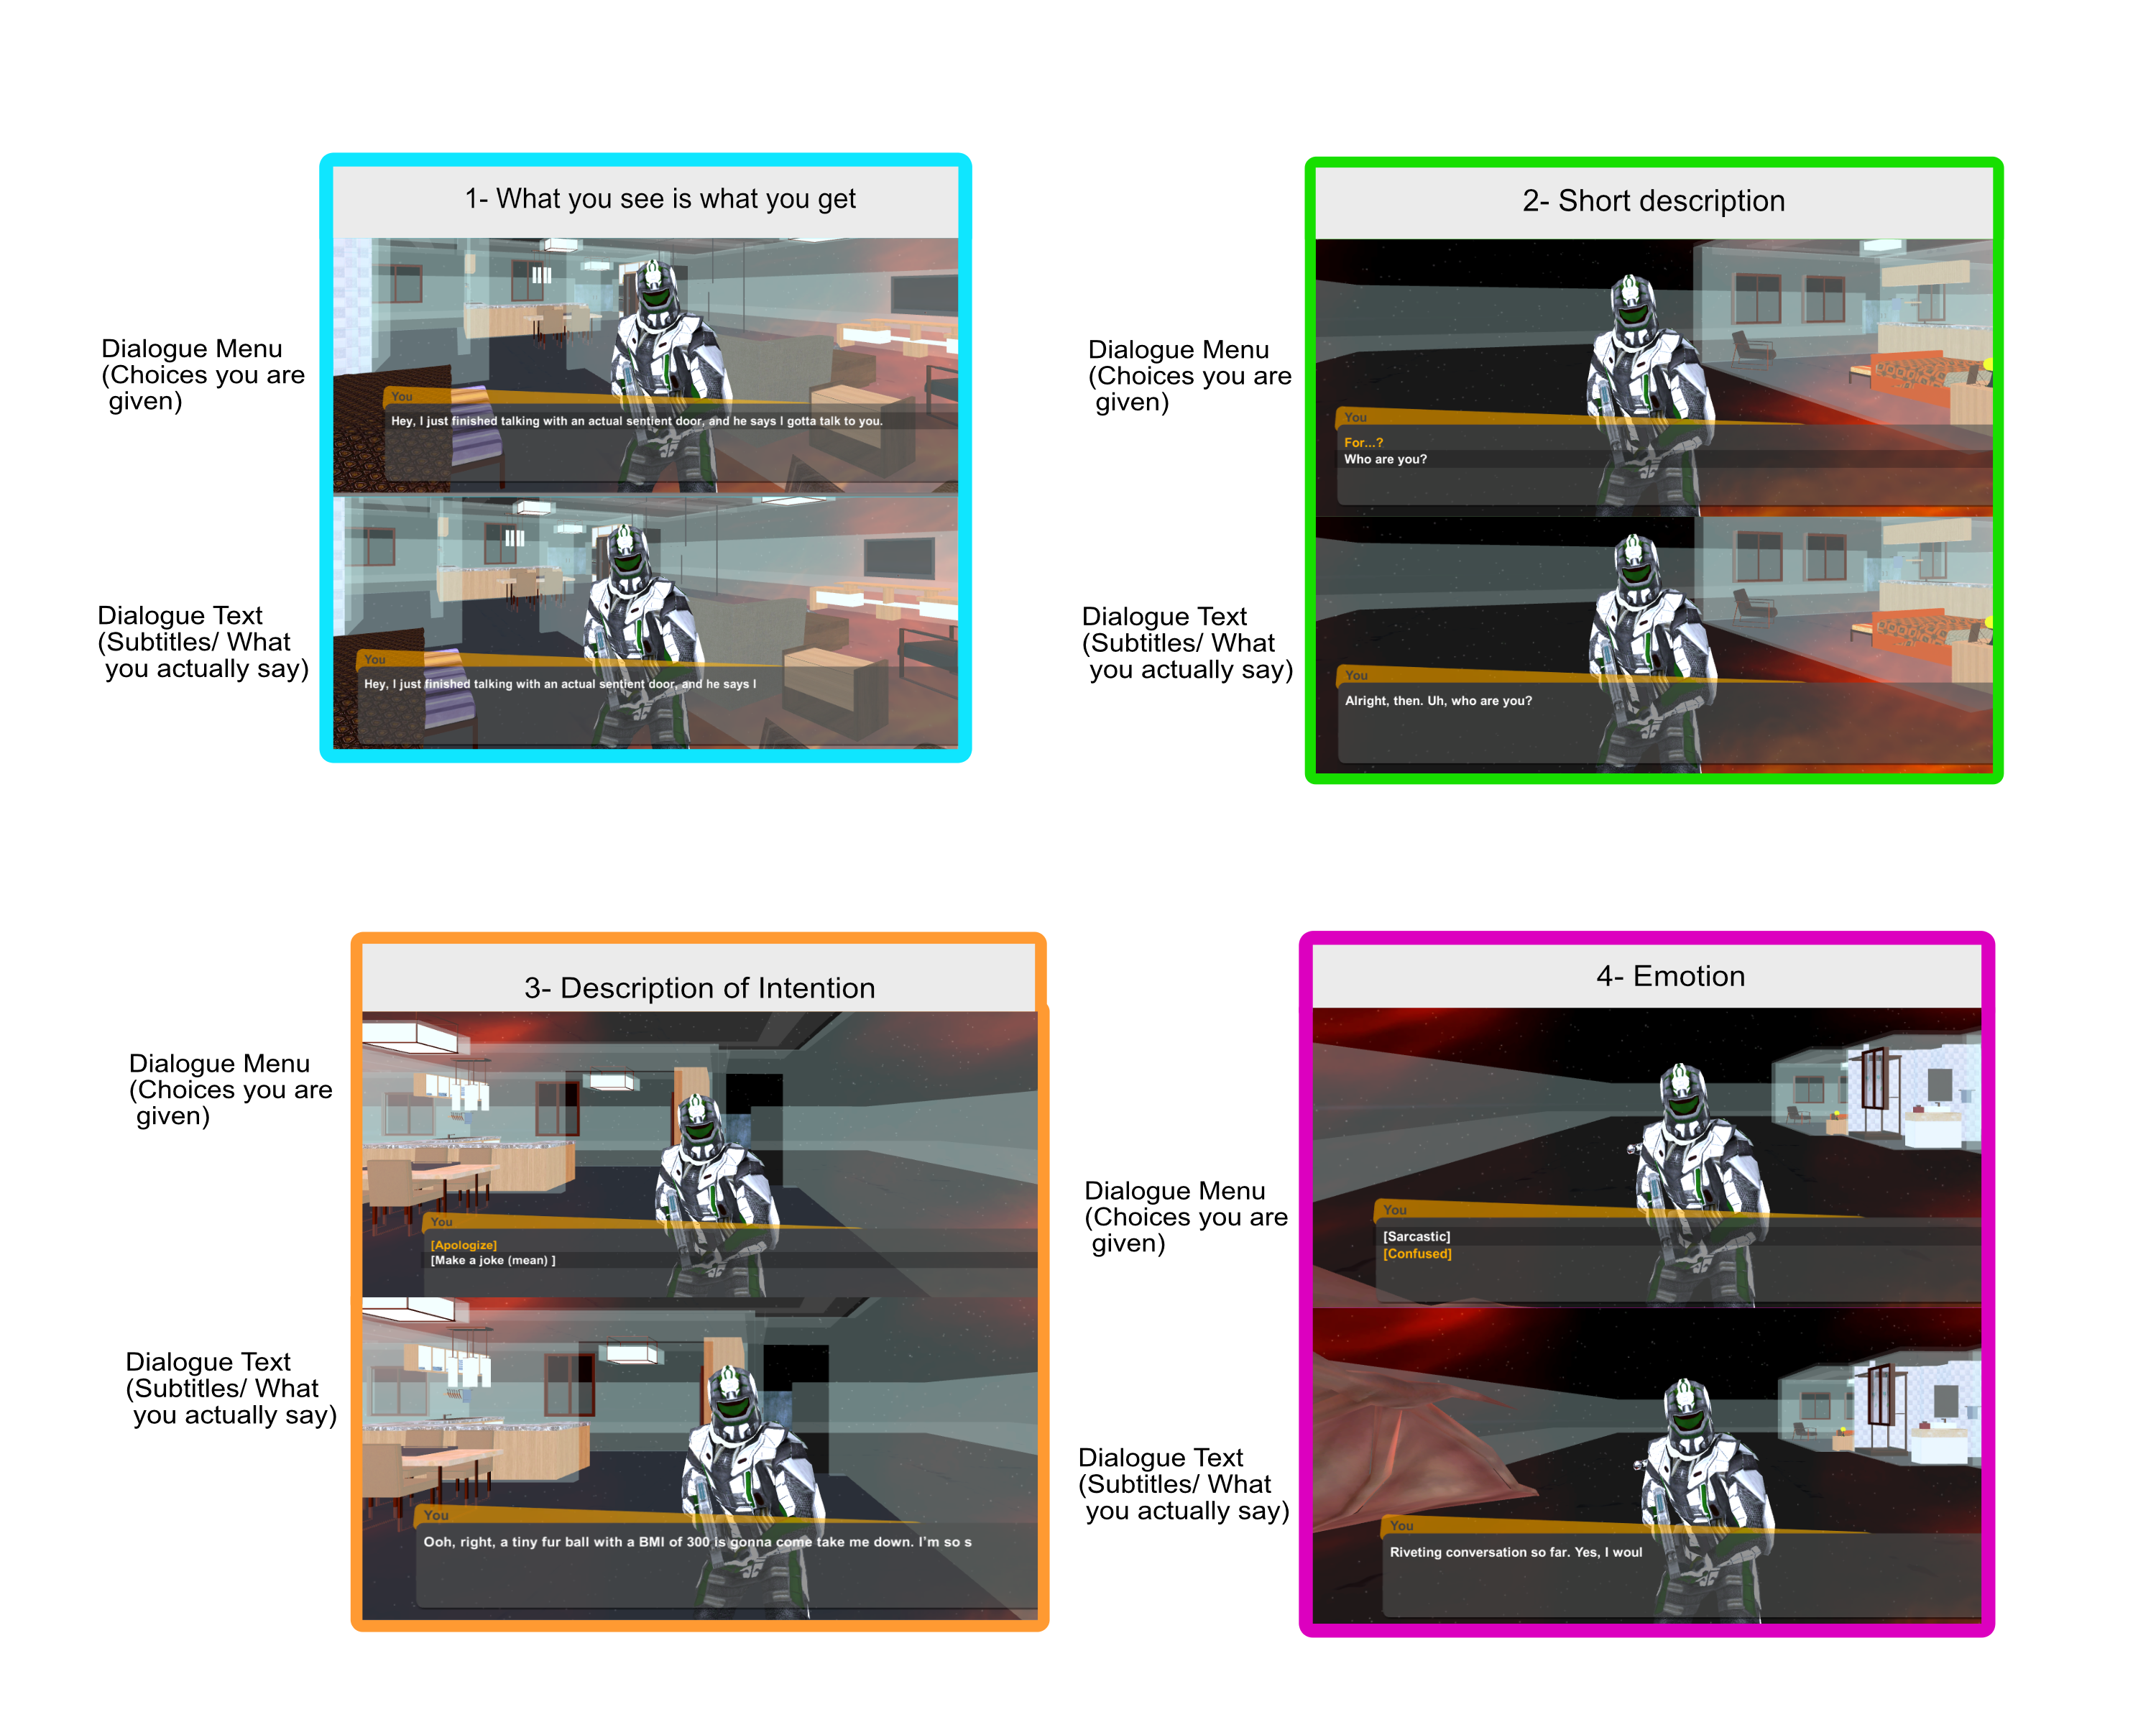 1- What you see is what you get
Dialogue Menu
(Choices you are
given)
You
Hey, I just finished talking with an actual sentient door, and he says I gotta talk to you.
Dialogue Text
(Subtitles/ What
you actually say)
You
Hey, I just finished talking with an actual sentient door, and he says I
2- Short description
Dialogue Menu
(Choices you are
given)
You
For...?
Who are you?
Dialogue Text
(Subtitles/ What
you actually say)
You
Alright, then. Uh, who are you?
3- Description of Intention
Dialogue Menu
(Choices you are
given)
You
[Apologize]
[Make a joke (mean) ]
Dialogue Text
(Subtitles/ What
you actually say)
You
Ooh, right, a tiny fur ball with a BMI of 300 is gonna come take me down. I'm so s
4- Emotion
Dialogue Menu
(Choices you are
given)
You
[Sarcastic]
[Confused]
Dialogue Text
(Subtitles/ What
you actually say)
You
Riveting conversation so far. Yes, I woul